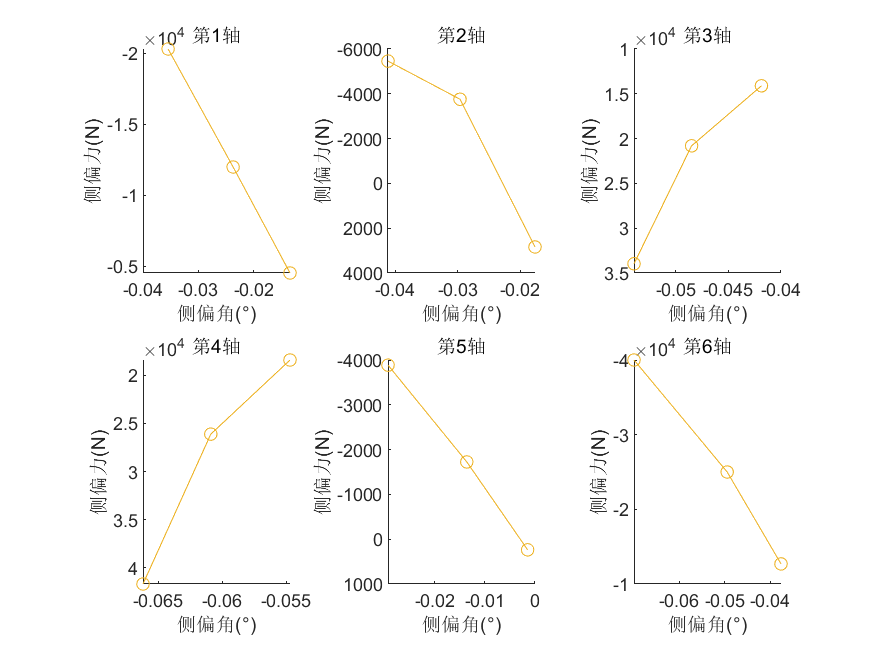 ×10⁴ 第1轴
-2
-1.5
-1
-0.5
-0.04 -0.03 -0.02
侧偏角(°)
侧偏力(N)
第2轴
-6000
-4000
-2000
0
2000
4000
-0.04 -0.03 -0.02
侧偏角(°)
侧偏力(N)
×10⁴ 第3轴
1
1.5
2
2.5
3
3.5
-0.05 -0.045 -0.04
侧偏角(°)
侧偏力(N)
×10⁴ 第4轴
2
2.5
3
3.5
4
-0.065 -0.06 -0.055
侧偏角(°)
侧偏力(N)
第5轴
-4000
-3000
-2000
-1000
0
1000
-0.02 -0.01 0
侧偏角(°)
侧偏力(N)
×10⁴ 第6轴
-4
-3
-2
-1
-0.06 -0.05 -0.04
侧偏角(°)
侧偏力(N)